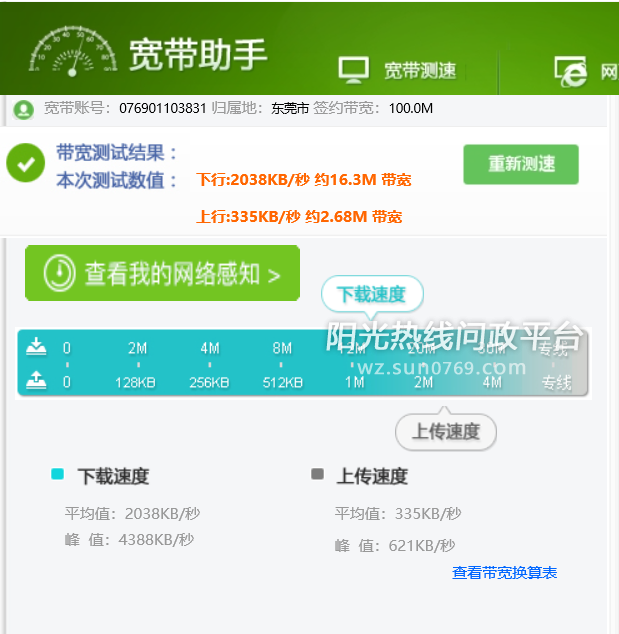 宽带助手
宽带测速
网
宽带账号：076901103831 归属地：东莞市 签约带宽：100.0M
带宽测试结果：
本次测试数值： 下行:2038KB/秒 约16.3M 带宽
重新测速
上行:335KB/秒 约2.68M 带宽
查看我的网络感知 >
下载速度
阳光热线问政平台
0 2M 4M 8M 12M 20M 50M 专线
wz.sun0769.com
0 128KB 256KB 512KB 1M 2M 4M 专线
上传速度
下载速度
平均值：2038KB/秒
峰 值：4388KB/秒
上传速度
平均值：335KB/秒
峰 值：621KB/秒
查看带宽换算表